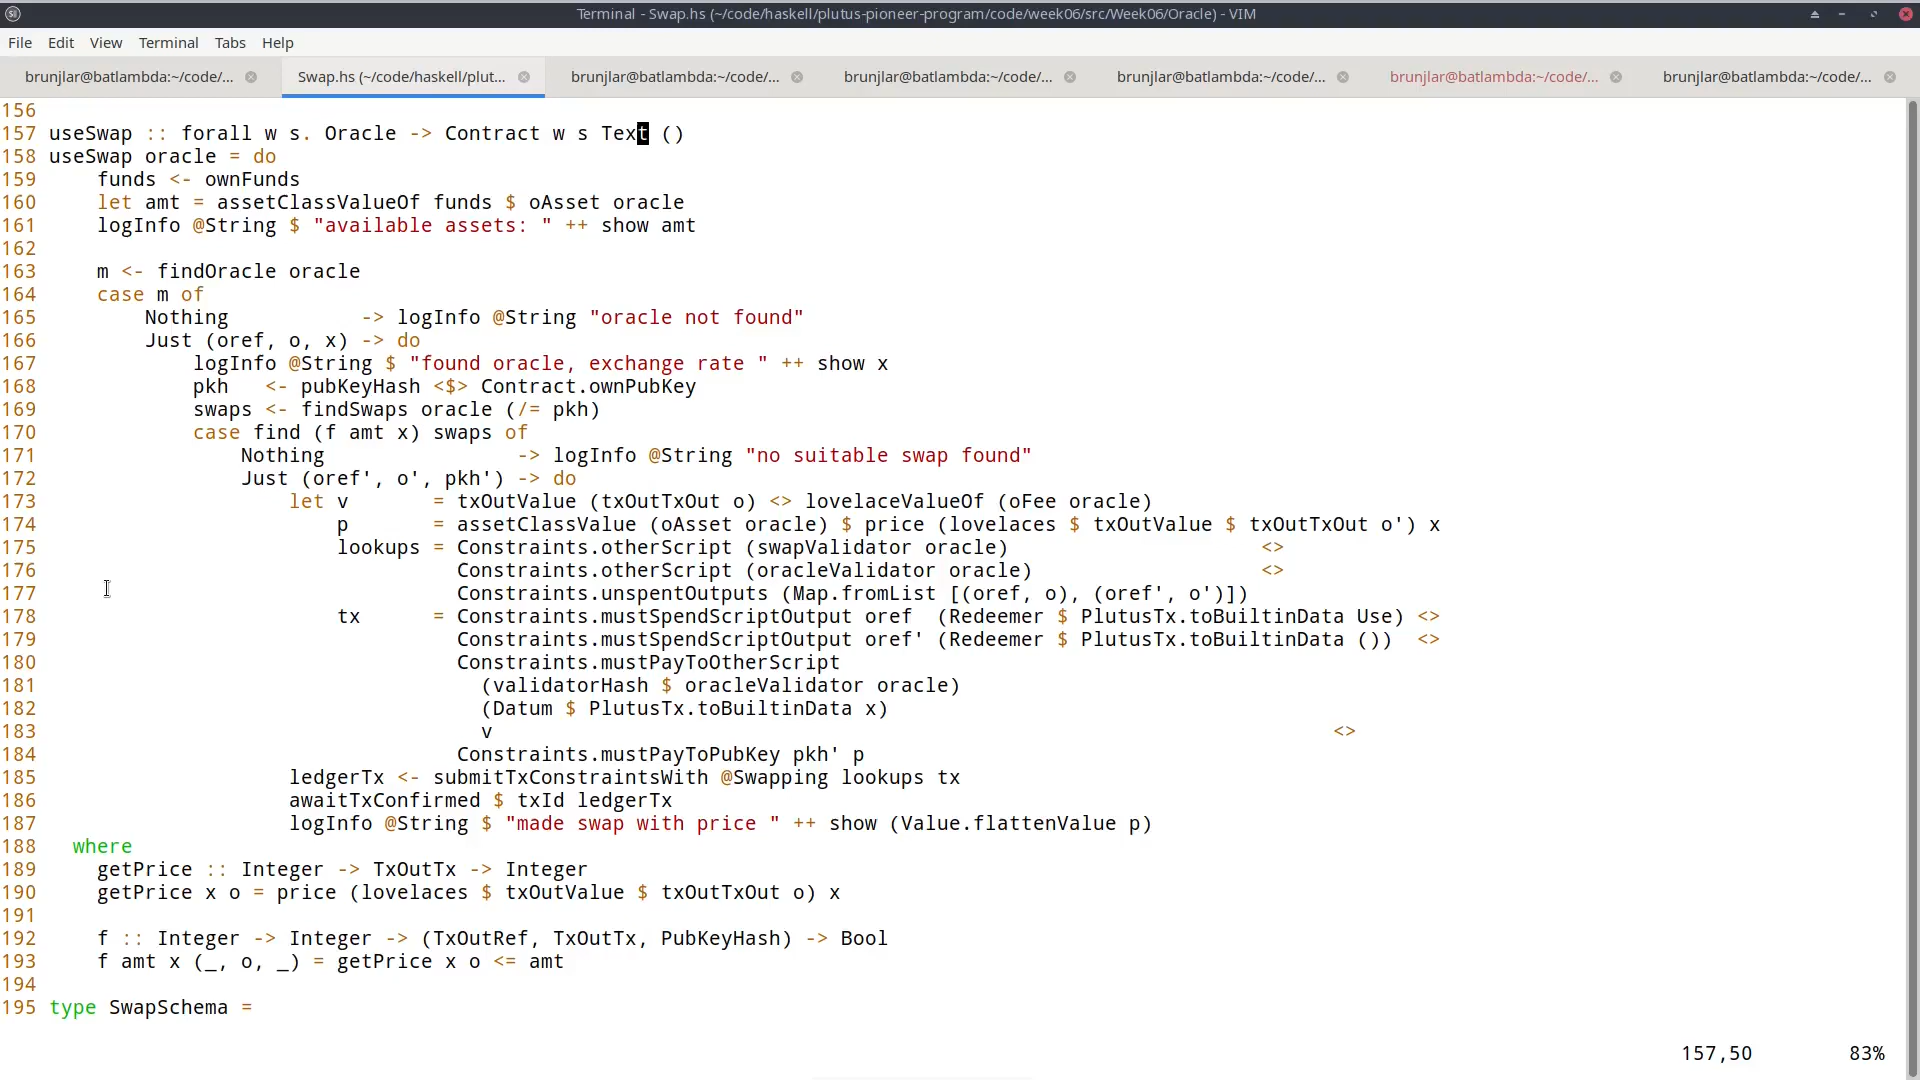 Terminal - Swap.hs (~/code/haskell/plutus-pioneer-program/code/week06/src/Week06/Oracle) - VIM
File Edit View Terminal Tabs Help
brunjlar@batlambda:~/code/... Swap.hs (~/code/haskell/plut... brunjlar@batlambda:~/code/... brunjlar@batlambda:~/code/... brunjlar@batlambda:~/code/... brunjlar@batlambda:~/code/... brunjlar@batlambda:~/code/...
156
157 useSwap :: forall w s. Oracle -> Contract w s Text ()
158 useSwap oracle = do
159     funds <- ownFunds
160     let amt = assetClassValueOf funds $ oAsset oracle
161     logInfo @String $ "available assets: " ++ show amt
162
163     m <- findOracle oracle
164     case m of
165         Nothing           -> logInfo @String "oracle not found"
166         Just (oref, o, x) -> do
167             logInfo @String $ "found oracle, exchange rate " ++ show x
168             pkh   <- pubKeyHash <$> Contract.ownPubKey
169             swaps <- findSwaps oracle (/= pkh)
170             case find (f amt x) swaps of
171                 Nothing                -> logInfo @String "no suitable swap found"
172                 Just (oref', o', pkh') -> do
173                     let v       = txOutValue (txOutTxOut o) <> lovelaceValueOf (oFee oracle)
174                         p       = assetClassValue (oAsset oracle) $ price (lovelaces $ txOutValue $ txOutTxOut o') x
175                         lookups = Constraints.otherScript (swapValidator oracle)                     <>
176                                   Constraints.otherScript (oracleValidator oracle)                   <>
177                                   Constraints.unspentOutputs (Map.fromList [(oref, o), (oref', o')])
178                         tx      = Constraints.mustSpendScriptOutput oref  (Redeemer $ PlutusTx.toBuiltinData Use) <>
179                                   Constraints.mustSpendScriptOutput oref' (Redeemer $ PlutusTx.toBuiltinData ())  <>
180                                   Constraints.mustPayToOtherScript
181                                     (validatorHash $ oracleValidator oracle)
182                                     (Datum $ PlutusTx.toBuiltinData x)
183                                     v                                                                      <>
184                                   Constraints.mustPayToPubKey pkh' p
185                     ledgerTx <- submitTxConstraintsWith @Swapping lookups tx
186                     awaitTxConfirmed $ txId ledgerTx
187                     logInfo @String $ "made swap with price " ++ show (Value.flattenValue p)
188   where
189     getPrice :: Integer -> TxOutTx -> Integer
190     getPrice x o = price (lovelaces $ txOutValue $ txOutTxOut o) x
191
192     f :: Integer -> Integer -> (TxOutRef, TxOutTx, PubKeyHash) -> Bool
193     f amt x (_, o, _) = getPrice x o <= amt
194
195 type SwapSchema =
157,50 83%